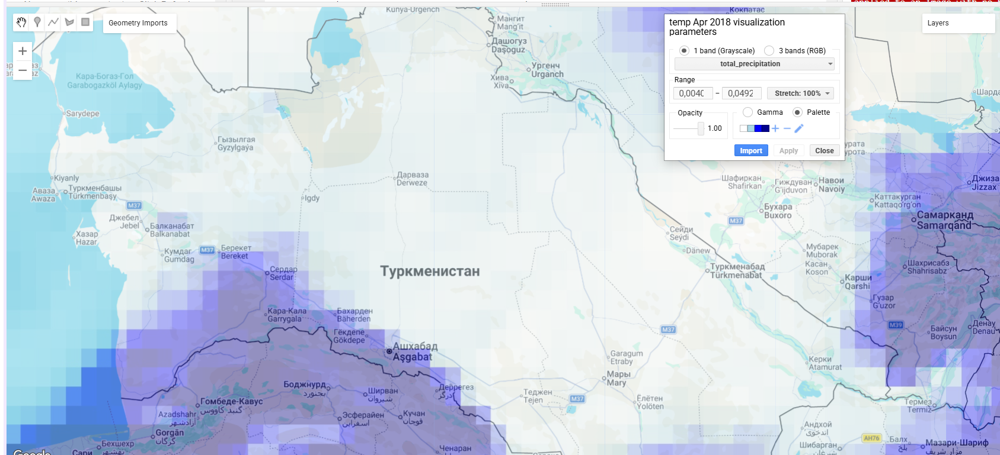 Geometry Imports
temp Apr 2018 visualization
parameters
1 band (Grayscale)
3 bands (RGB)
total_precipitation
Range
0,0040
–
0,0492
Stretch: 100%
Opacity
1.00
Gamma
Palette
Import
Apply
Close
Layers
Kunya-Urgench
Мангит
Mang'it
Дашогуз
Daşoguz
Кокпатас
Ургенч
Urganch
Хива
Xiva
Кара-Богаз-Гол
Garabogazköl Aylagy
Sarydepe
Гызылгая
Gyzylgaýa
Kiyanly
Аваза
Awaza
Туркменбашы
Türkmenbaşy
Дарваза
Derweze
Igdy
M37
Джебел
Jebel
Балканабат
Balkanabat
Хазар
Hazar
Кумдаг
Gumdag
M37
Берекет
Bereket
Сердар
Serdar
Туркменистан
Шафиркан
Shafirkan
Гиждуван
G'ijduvon
Навои
Navoiy
Джиза
Jizzax
Каттакурган
Kattaqo'rg'on
Бухара
Buxoro
M37
Самарканд
Samarqand
Сейди
Seýdi
Dänew
Мубарек
Muborak
Касан
Koson
Туркменабад
Türkmenabat
Карши
Qarshi
Шахрисабз
Shahrisabz
Гузар
G'uzor
M39
Байсун
Boysun
Денау
Denau
Кара-Кала
Garrygala
Бахарден
Bäherden
Гёкдепе
Gökdepe
Ашхабад
Aşgabat
M37
Garagum
Etraby
Керки
Atamurat
Мары
Mary
Боджнурд
بجنورد
Ширван
شیروان
Деррегез
درگز
Теджен
Tejen
M37
Ёлётен
Yolöten
Термез
Termiz
Гомбеде-Кавус
گنبد کاووس
Azadshahr
آزادشهر
Эсферайен
اسفراین
Кучан
قوچان
Gorgān
گرگان
Бехшехр
بهشهر
Сари
ساری
Ченаран
Андхой
اندخوی
Шибарган
شبرغان
AH76
Балх
بلخ
Мазари-Шариф
مزار شریف
Google